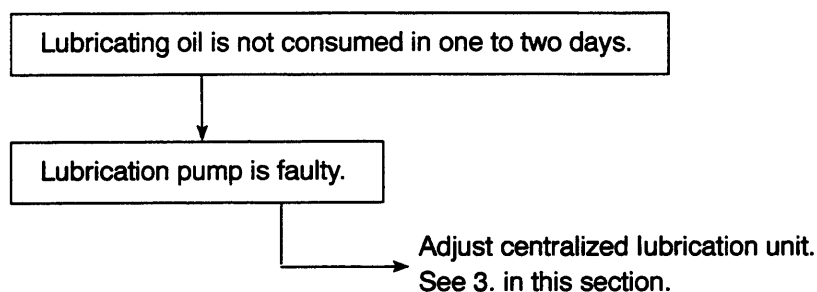 Lubricating oil is not consumed in one to two days.
Lubrication pump is faulty.
Adjust centralized lubrication unit.
See 3. in this section.